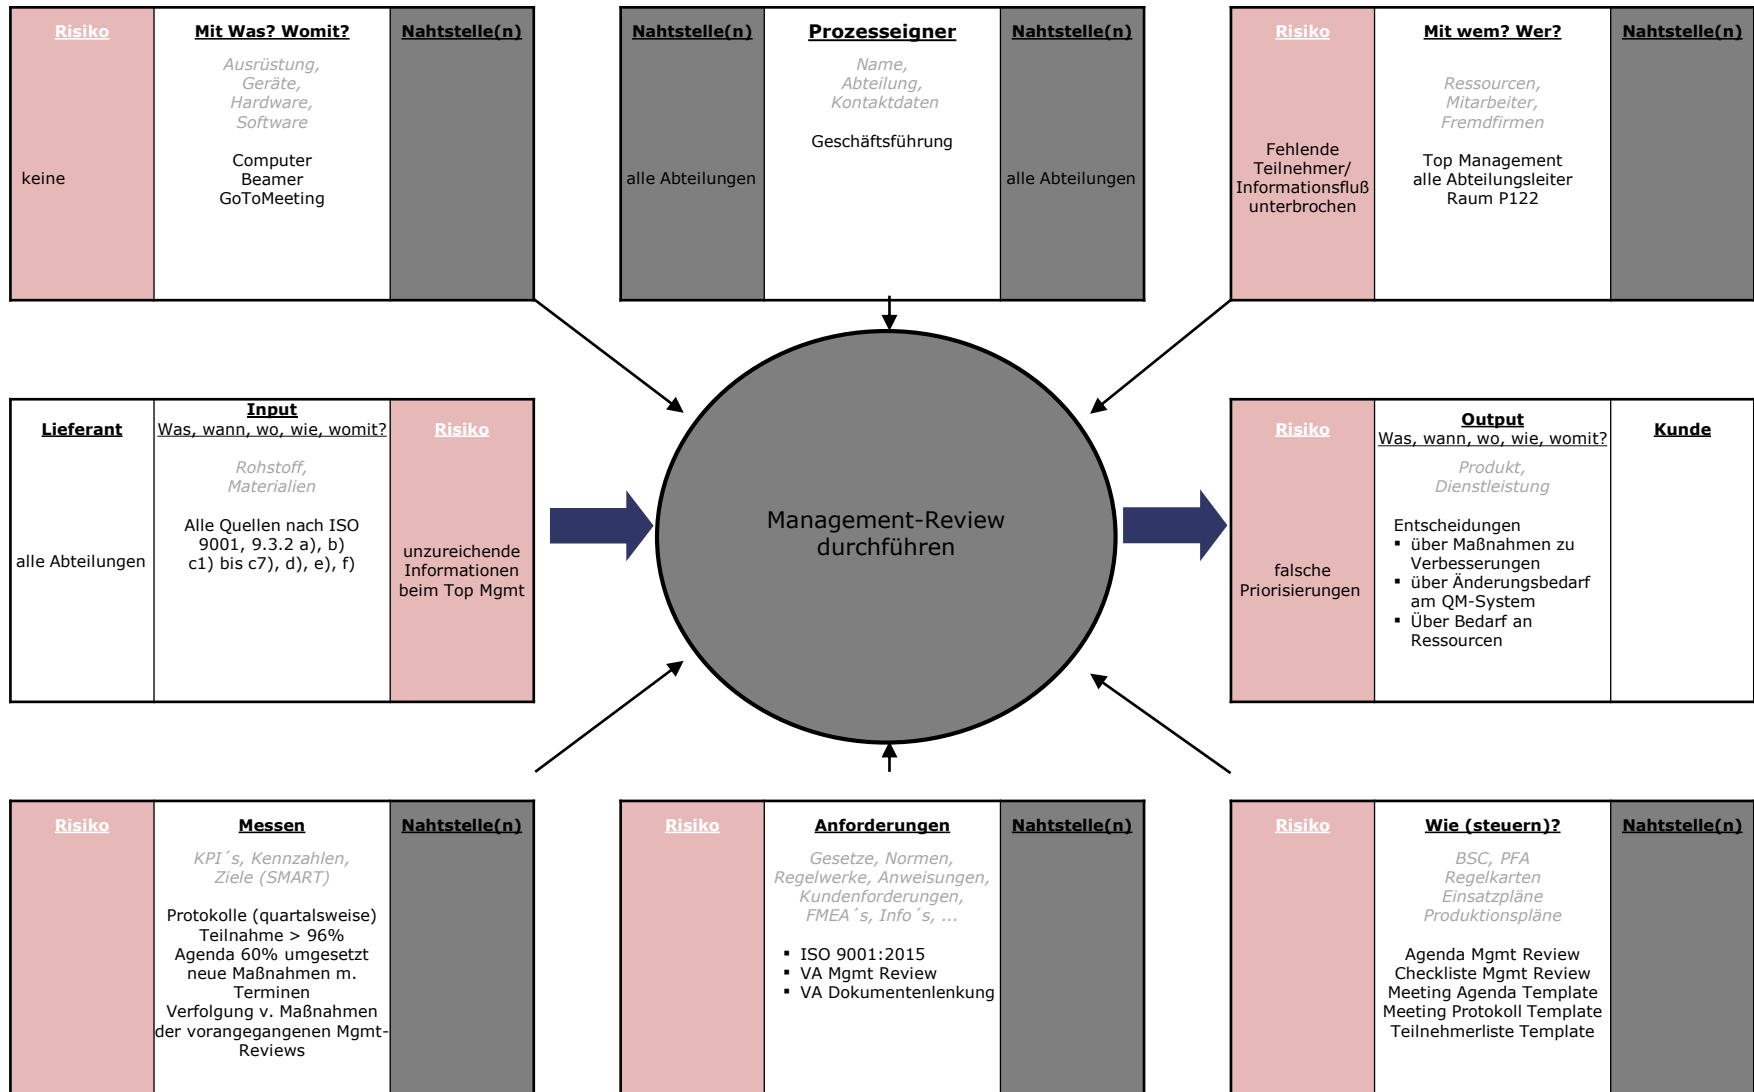 Risiko
keine
Mit Was? Womit?
Ausrüstung,
Geräte,
Hardware,
Software
Computer
Beamer
GoToMeeting
Nahtstelle(n)
Nahtstelle(n)
alle Abteilungen
Prozesseigner
Name,
Abteilung,
Kontaktdaten
Geschäftsführung
Nahtstelle(n)
alle Abteilungen
Risiko
Fehlende
Teilnehmer/
Informationsfluß
unterbrochen
Mit wem? Wer?
Ressourcen,
Mitarbeiter,
Fremdfirmen
Top Management
alle Abteilungsleiter
Raum P122
Nahtstelle(n)
Lieferant
alle Abteilungen
Input
Was, wann, wo, wie, womit?
Rohstoff,
Materialien
Alle Quellen nach ISO
9001, 9.3.2 a), b)
c1) bis c7), d), e), f)
Risiko
unzureichende
Informationen
beim Top Mgmt
Management-Review
durchführen
Risiko
falsche
Priorisierungen
Output
Was, wann, wo, wie, womit?
Produkt,
Dienstleistung
Entscheidungen
▪ über Maßnahmen zu
Verbesserungen
▪ über Änderungsbedarf
am QM-System
▪ Über Bedarf an
Ressourcen
Kunde
Risiko
Messen
KPI´s, Kennzahlen,
Ziele (SMART)
Protokolle (quartalsweise)
Teilnahme > 96%
Agenda 60% umgesetzt
neue Maßnahmen m.
Terminen
Verfolgung v. Maßnahmen
der vorangegangenen Mgmt-
Reviews
Nahtstelle(n)
Risiko
Anforderungen
Gesetze, Normen,
Regelwerke, Anweisungen,
Kundenforderungen,
FMEA´s, Info´s, ...
▪ ISO 9001:2015
▪ VA Mgmt Review
▪ VA Dokumentenlenkung
Nahtstelle(n)
Risiko
Wie (steuern)?
BSC, PFA
Regelkarten
Einsatzpläne
Produktionspläne
Agenda Mgmt Review
Checkliste Mgmt Review
Meeting Agenda Template
Meeting Protokoll Template
Teilnehmerliste Template
Nahtstelle(n)